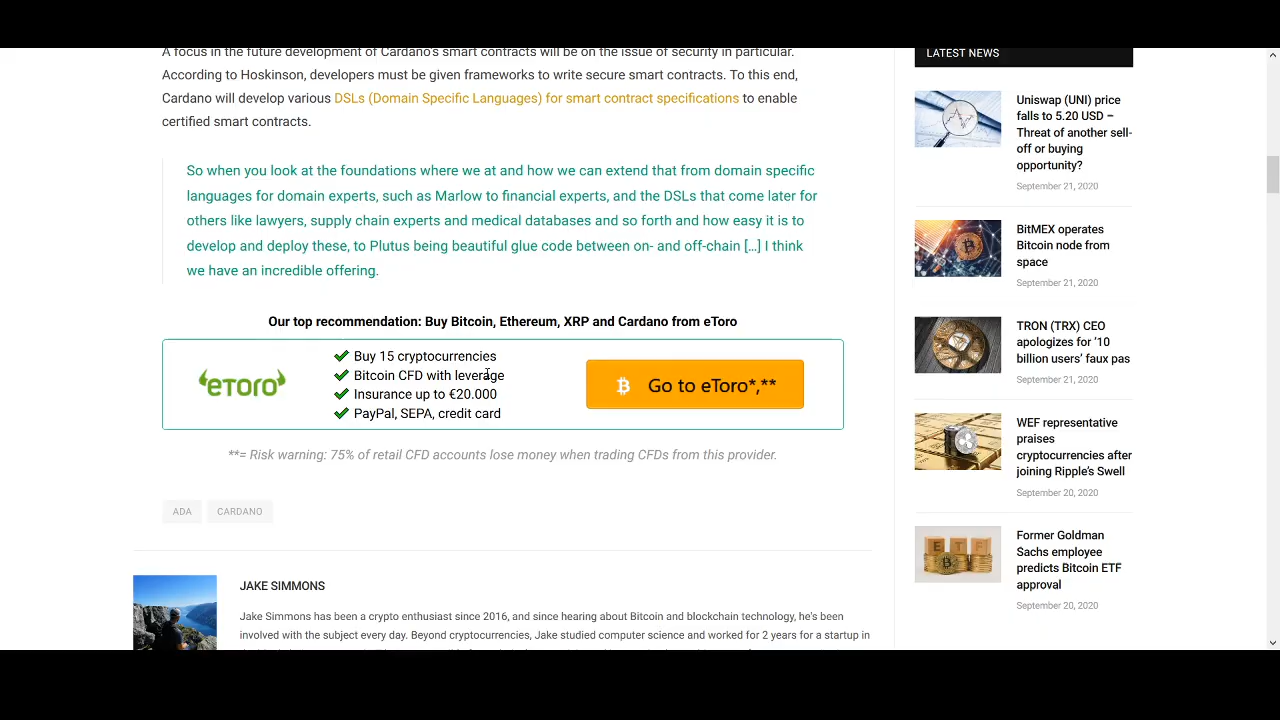 A focus in the future development of Cardano's smart contracts will be on the issue of security in particular.
According to Hoskinson, developers must be given frameworks to write secure smart contracts. To this end,
Cardano will develop various DSLs (Domain Specific Languages) for smart contract specifications to enable
certified smart contracts.
So when you look at the foundations where we at and how we can extend that from domain specific
languages for domain experts, such as Marlow to financial experts, and the DSLs that come later for
others like lawyers, supply chain experts and medical databases and so forth and how easy it is to
develop and deploy these, to Plutus being beautiful glue code between on- and off-chain […] I think
we have an incredible offering.
Our top recommendation: Buy Bitcoin, Ethereum, XRP and Cardano from eToro
eToro
Buy 15 cryptocurrencies
Bitcoin CFD with leverage
Insurance up to €20.000
PayPal, SEPA, credit card
Go to eToro*,**
**= Risk warning: 75% of retail CFD accounts lose money when trading CFDs from this provider.
ADA
CARDANO
JAKE SIMMONS
Jake Simmons has been a crypto enthusiast since 2016, and since hearing about Bitcoin and blockchain technology, he's been
involved with the subject every day. Beyond cryptocurrencies, Jake studied computer science and worked for 2 years for a startup in
LATEST NEWS
Uniswap (UNI) price
falls to 5.20 USD –
Threat of another sell-
off or buying
opportunity?
September 21, 2020
BitMEX operates
Bitcoin node from
space
September 21, 2020
TRON (TRX) CEO
apologizes for '10
billion users' faux pas
September 21, 2020
WEF representative
praises
cryptocurrencies after
joining Ripple's Swell
September 20, 2020
Former Goldman
Sachs employee
predicts Bitcoin ETF
approval
September 20, 2020
E T F